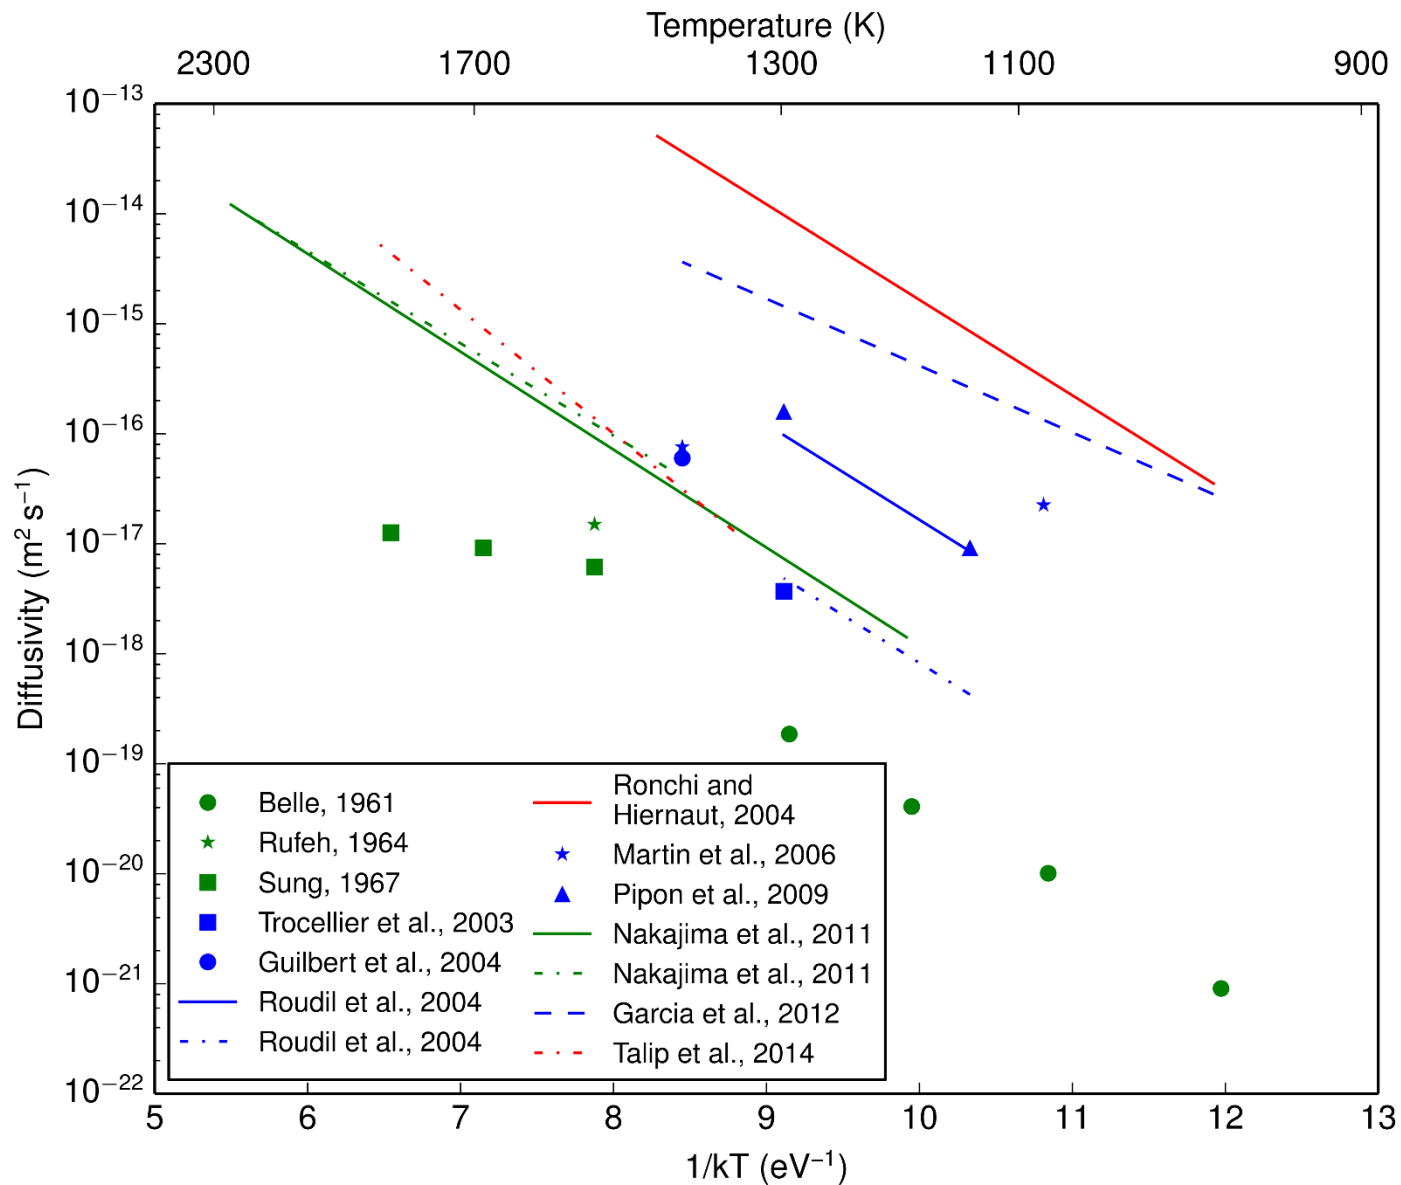 Temperature (K)
2300 1700 1300 1100 900
10−13
10−14
10−15
10−16
10−17
10−18
10−19
10−20
10−21
10−22
Diffusivity (m2 s−1)
Belle, 1961
Rufeh, 1964
Sung, 1967
Trocellier et al., 2003
Guilbert et al., 2004
Roudil et al., 2004
Roudil et al., 2004
Ronchi and
Hiernaut, 2004
Martin et al., 2006
Pipon et al., 2009
Nakajima et al., 2011
Nakajima et al., 2011
Garcia et al., 2012
Talip et al., 2014
5 6 7 8 9 10 11 12 13
1/kT (eV−1)